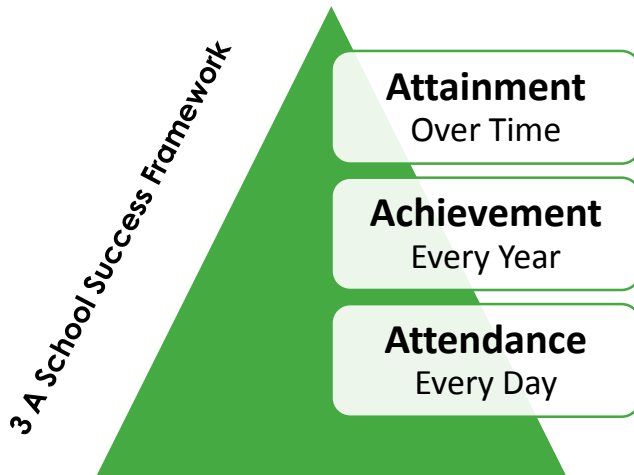 3 A School Success Framework
Attainment
Over Time
Achievement
Every Year
Attendance
Every Day